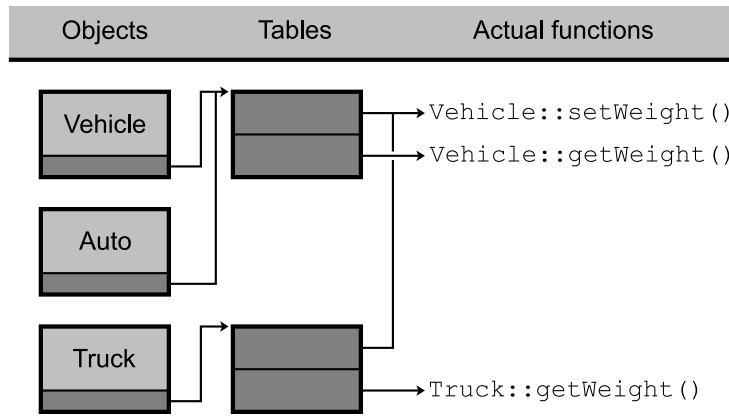 Objects Tables Actual functions
Vehicle
Vehicle::setWeight()
Vehicle::getWeight()
Auto
Truck
Truck::getWeight()